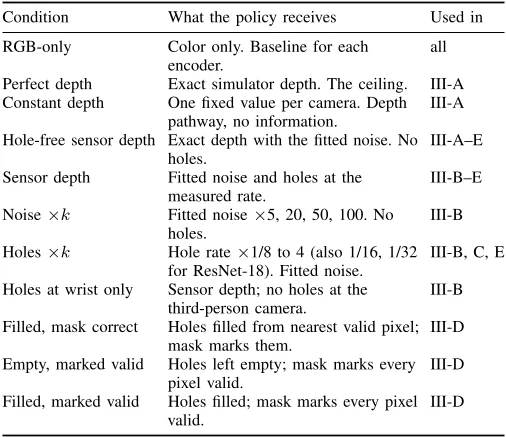 Condition What the policy receives Used in
RGB-only Color only. Baseline for each all
encoder.
Perfect depth Exact simulator depth. The ceiling. III-A
Constant depth One fixed value per camera. Depth III-A
pathway, no information.
Hole-free sensor depth Exact depth with the fitted noise. No III-A–E
holes.
Sensor depth Fitted noise and holes at the III-B–E
measured rate.
Noise ×k Fitted noise ×5, 20, 50, 100. No III-B
holes.
Holes ×k Hole rate ×1/8 to 4 (also 1/16, 1/32 III-B, C, E
for ResNet-18). Fitted noise.
Holes at wrist only Sensor depth; no holes at the III-B
third-person camera.
Filled, mask correct Holes filled from nearest valid pixel; III-D
mask marks them.
Empty, marked valid Holes left empty; mask marks every III-D
pixel valid.
Filled, marked valid Holes filled; mask marks every pixel III-D
valid.